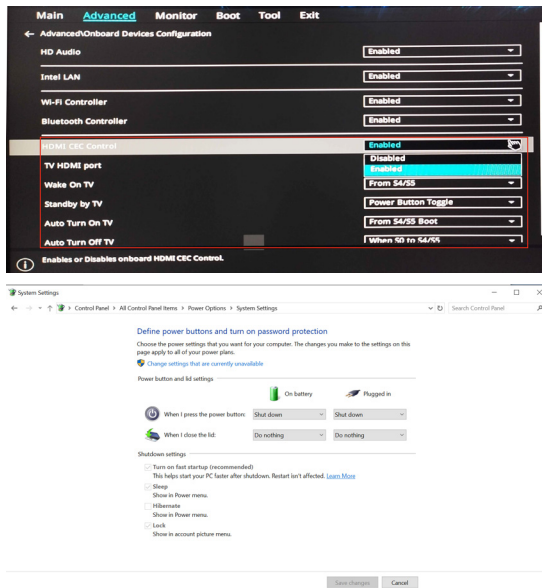 Main Advanced Monitor Boot Tool Exit
← Advanced\Onboard Devices Configuration
HD Audio Enabled
Intel LAN Enabled
Wi-Fi Controller Enabled
Bluetooth Controller Enabled
HDMI CEC Control Enabled
Disabled
Enabled
TV HDMI port
Wake On TV From S4/S5
Standby by TV Power Button Toggle
Auto Turn On TV From S4/S5 Boot
Auto Turn Off TV When S0 to S4/S5
Enables or Disables onboard HDMI CEC Control.
System Settings
Control Panel > All Control Panel Items > Power Options > System Settings Search Control Panel
Define power buttons and turn on password protection
Choose the power settings that you want for your computer. The changes you make to the settings on this
page apply to all of your power plans.
Change settings that are currently unavailable
Power button and lid settings
On battery Plugged in
When I press the power button: Shut down Shut down
When I close the lid: Do nothing Do nothing
Shutdown settings
Turn on fast startup (recommended)
This helps start your PC faster after shutdown. Restart isn't affected. Learn More
Sleep
Show in Power menu.
Hibernate
Show in Power menu.
Lock
Show in account picture menu.
Save changes Cancel